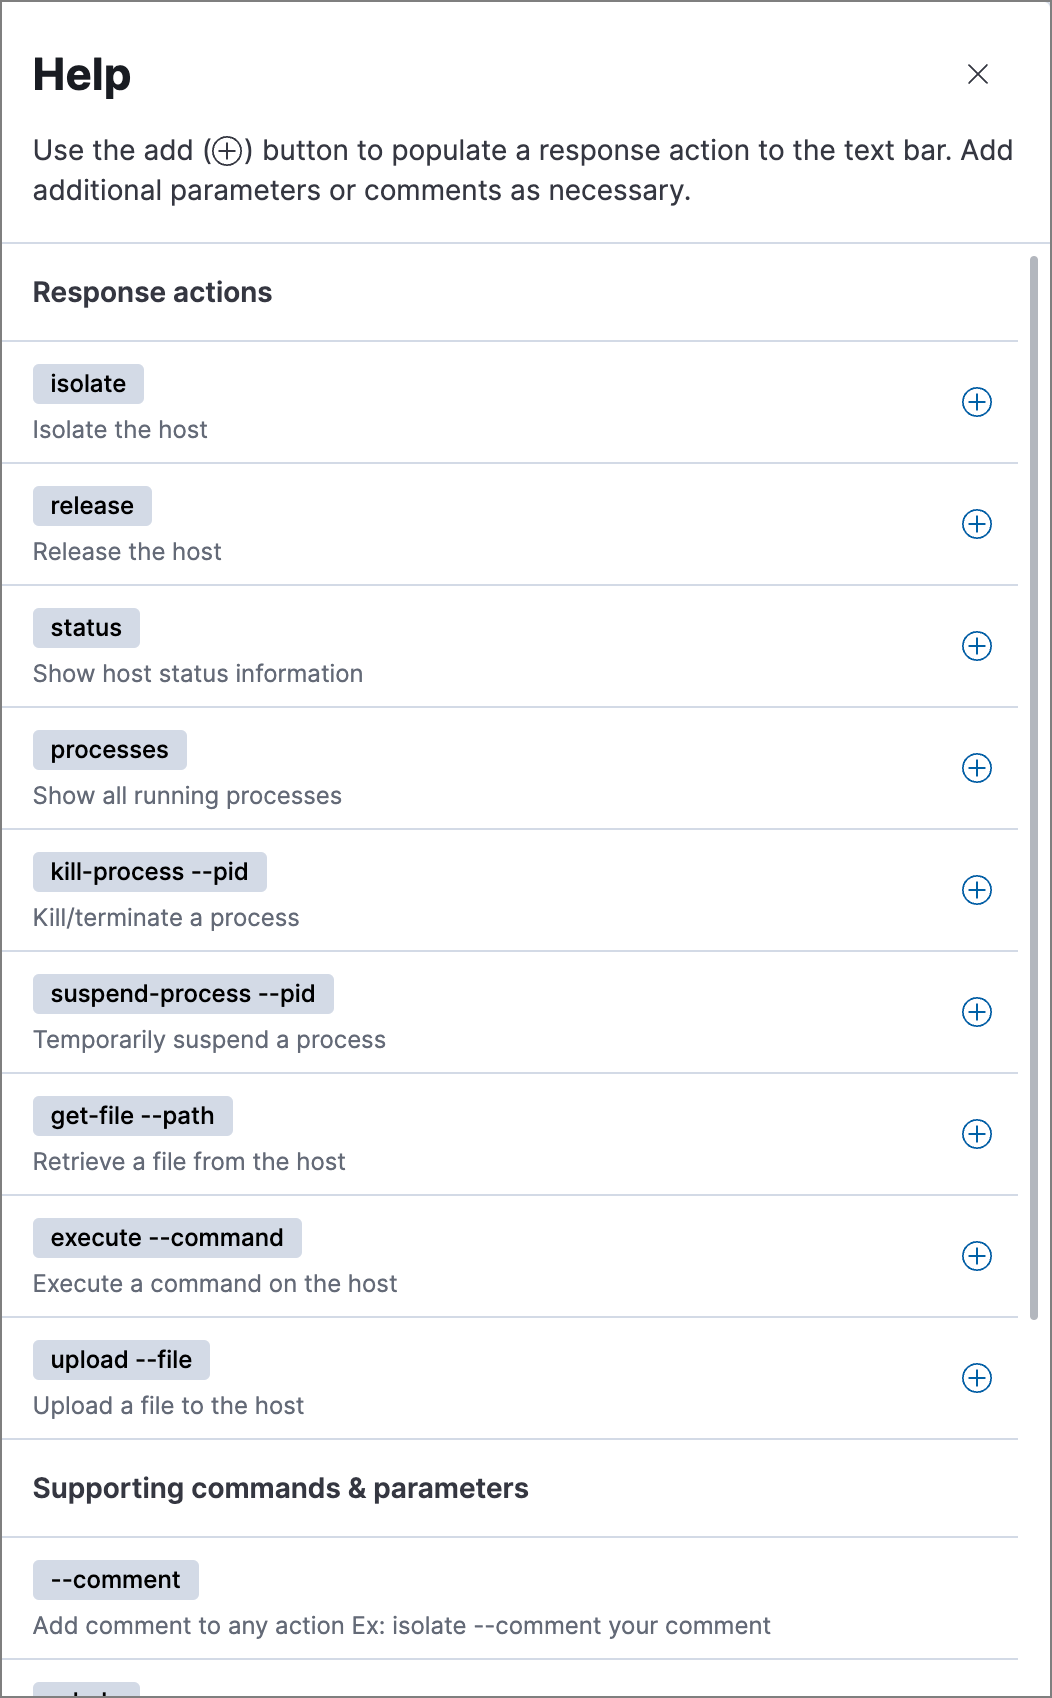 Help
Use the add (+) button to populate a response action to the text bar. Add
additional parameters or comments as necessary.
Response actions
isolate
Isolate the host
release
Release the host
status
Show host status information
processes
Show all running processes
kill-process --pid
Kill/terminate a process
suspend-process --pid
Temporarily suspend a process
get-file --path
Retrieve a file from the host
execute --command
Execute a command on the host
upload --file
Upload a file to the host
Supporting commands & parameters
--comment
Add comment to any action Ex: isolate --comment your comment